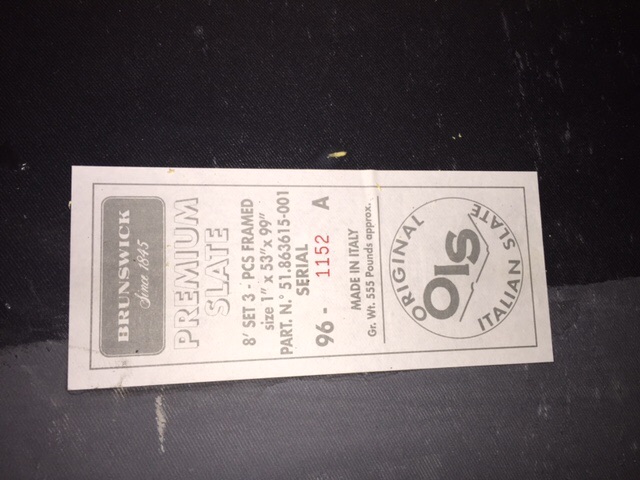 BRUNSWICK
Since 1845
PREMIUM
SLATE
8' SET 3 - PCS FRAMED
size 1" x 53" x 99"
PART. N.° 51.863615-001
SERIAL
96 - 1152 A
MADE IN ITALY
Gr. Wt. 555 Pounds approx.
ORIGINAL
OIS
ITALIAN SLATE